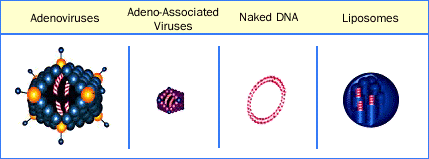 Adenoviruses
Adeno-Associated
Viruses
Naked DNA
Liposomes